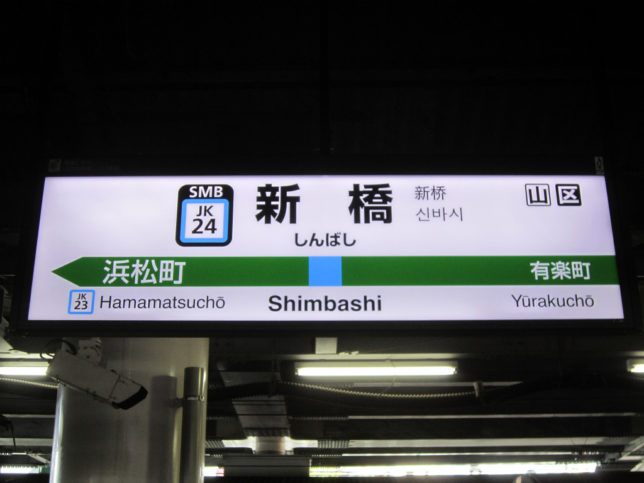 SMB
JK
24
新橋
新桥
신바시
山 区
しんばし
浜松町
有楽町
JK
23
Hamamatsuchō
Shimbashi
Yūrakuchō